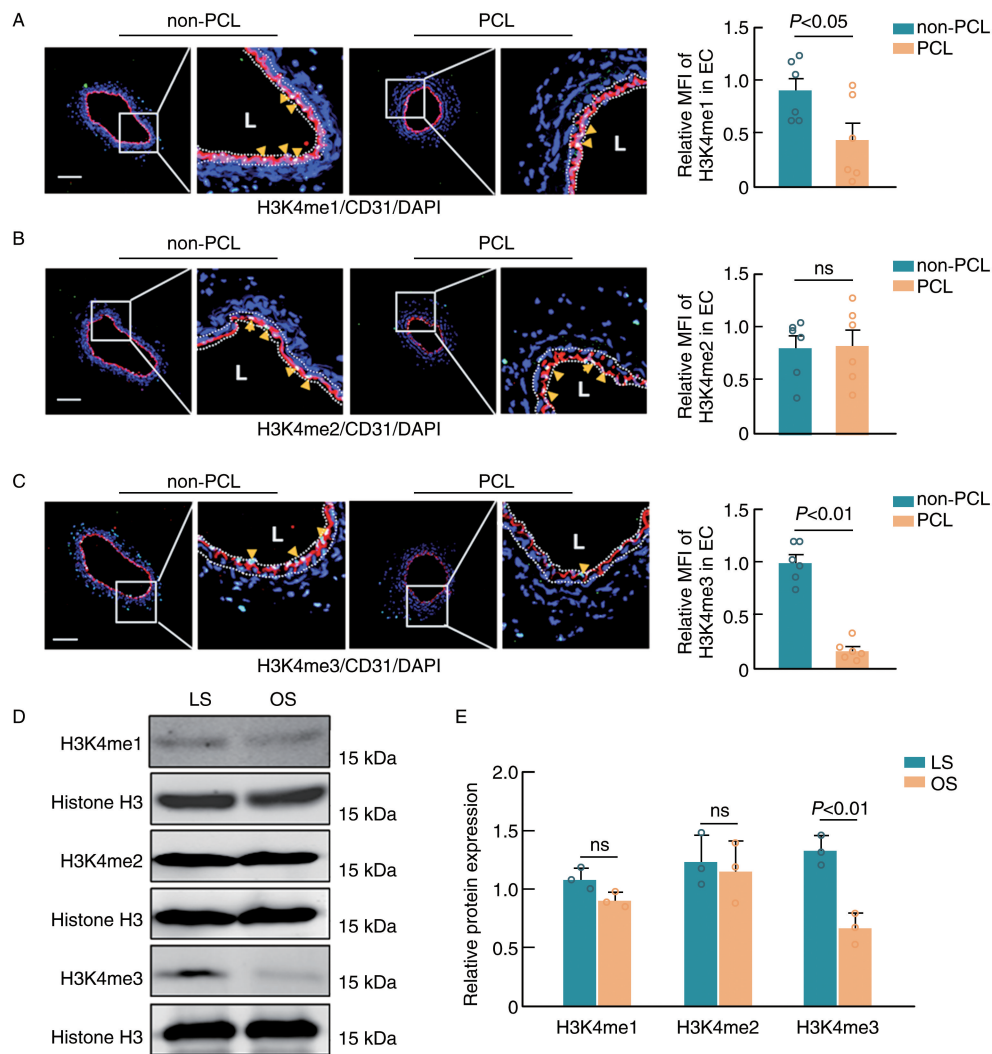 A
non-PCL
PCL
L
L
H3K4me1/CD31/DAPI
Relative MFI of
H3K4me1 in EC
1.5
1.0
0.5
0
P<0.05
non-PCL
PCL
B
non-PCL
PCL
L
L
H3K4me2/CD31/DAPI
Relative MFI of
H3K4me2 in EC
1.5
1.0
0.5
0
ns
non-PCL
PCL
C
non-PCL
PCL
L
L
H3K4me3/CD31/DAPI
Relative MFI of
H3K4me3 in EC
1.5
1.0
0.5
0
P<0.01
non-PCL
PCL
D
LS OS
H3K4me1 15 kDa
Histone H3 15 kDa
H3K4me2 15 kDa
Histone H3 15 kDa
H3K4me3 15 kDa
Histone H3 15 kDa
E
Relative protein expression
2.0
1.5
1.0
0.5
0
ns
ns
P<0.01
LS
OS
H3K4me1 H3K4me2 H3K4me3